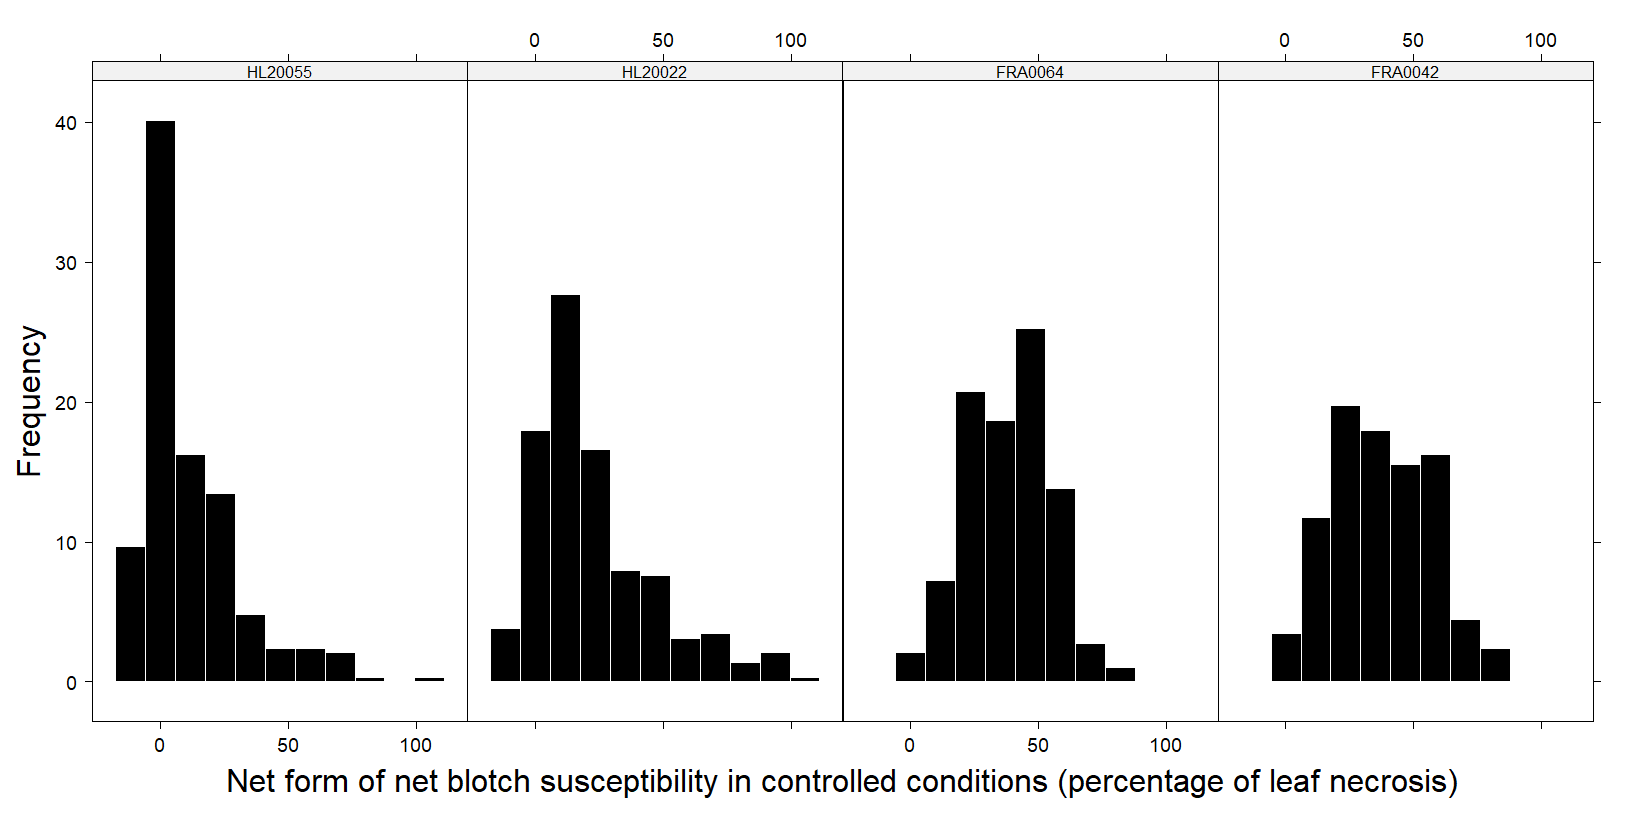 0 50 100 0 50 100
HL20055 HL20022 FRA0064 FRA0042
40
30
20
10
0
Frequency
0 50 100 0 50 100
Net form of net blotch susceptibility in controlled conditions (percentage of leaf necrosis)